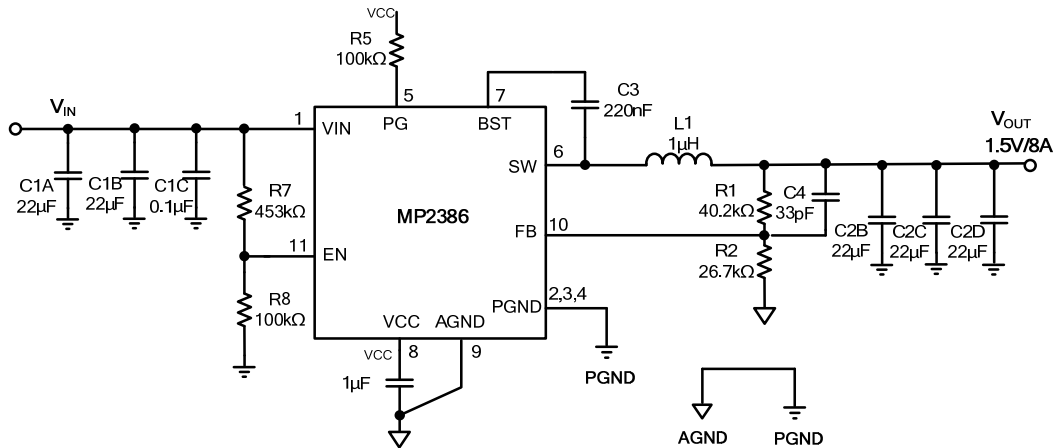 VCC
R5
100kΩ
5
7
C3
220nF
VIN
1
VIN
PG
BST
L1
1µH
VOUT
1.5V/8A
6
SW
C1A
22µF
C1B
22µF
C1C
0.1µF
R7
453kΩ
MP2386
R1
40.2kΩ
C4
33pF
FB
10
C2B
22µF
C2C
22µF
C2D
22µF
11
EN
R2
26.7kΩ
R8
100kΩ
PGND
2,3,4
VCC
AGND
VCC
8
9
1µF
PGND
AGND
PGND